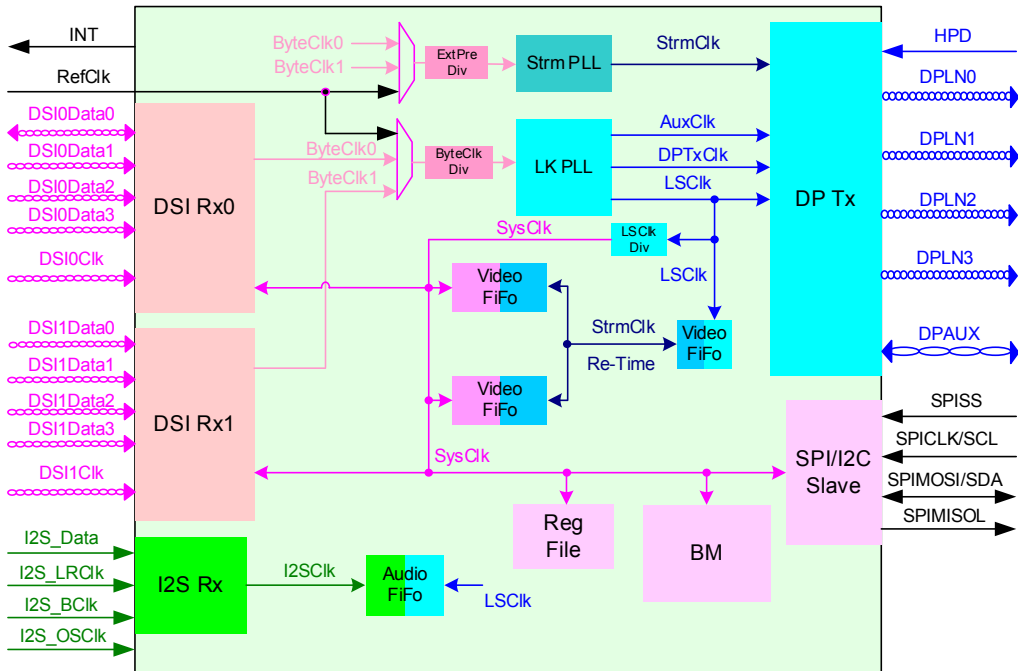 INT
RefClk
DSI0Data0
DSI0Data1
DSI0Data2
DSI0Data3
DSI0Clk
DSI1Data0
DSI1Data1
DSI1Data2
DSI1Data3
DSI1Clk
I2S_Data
I2S_LRClk
I2S_BClk
I2S_OSClk
DSI Rx0
DSI Rx1
I2S Rx
ByteClk0
ByteClk1
ExtPre
Div
Strm PLL
StrmClk
ByteClk0
ByteClk1
ByteClk
Div
LK PLL
AuxClk
DPTxClk
LSClk
SysClk
LSClk
Div
LSClk
Video
FiFo
StrmClk
Re-Time
Video
FiFo
Video
FiFo
SysClk
Reg
File
BM
I2SClk
Audio
FiFo
LSClk
DP Tx
SPI/I2C
Slave
HPD
DPLN0
DPLN1
DPLN2
DPLN3
DPAUX
SPISS
SPICLK/SCL
SPIMOSI/SDA
SPIMISOL